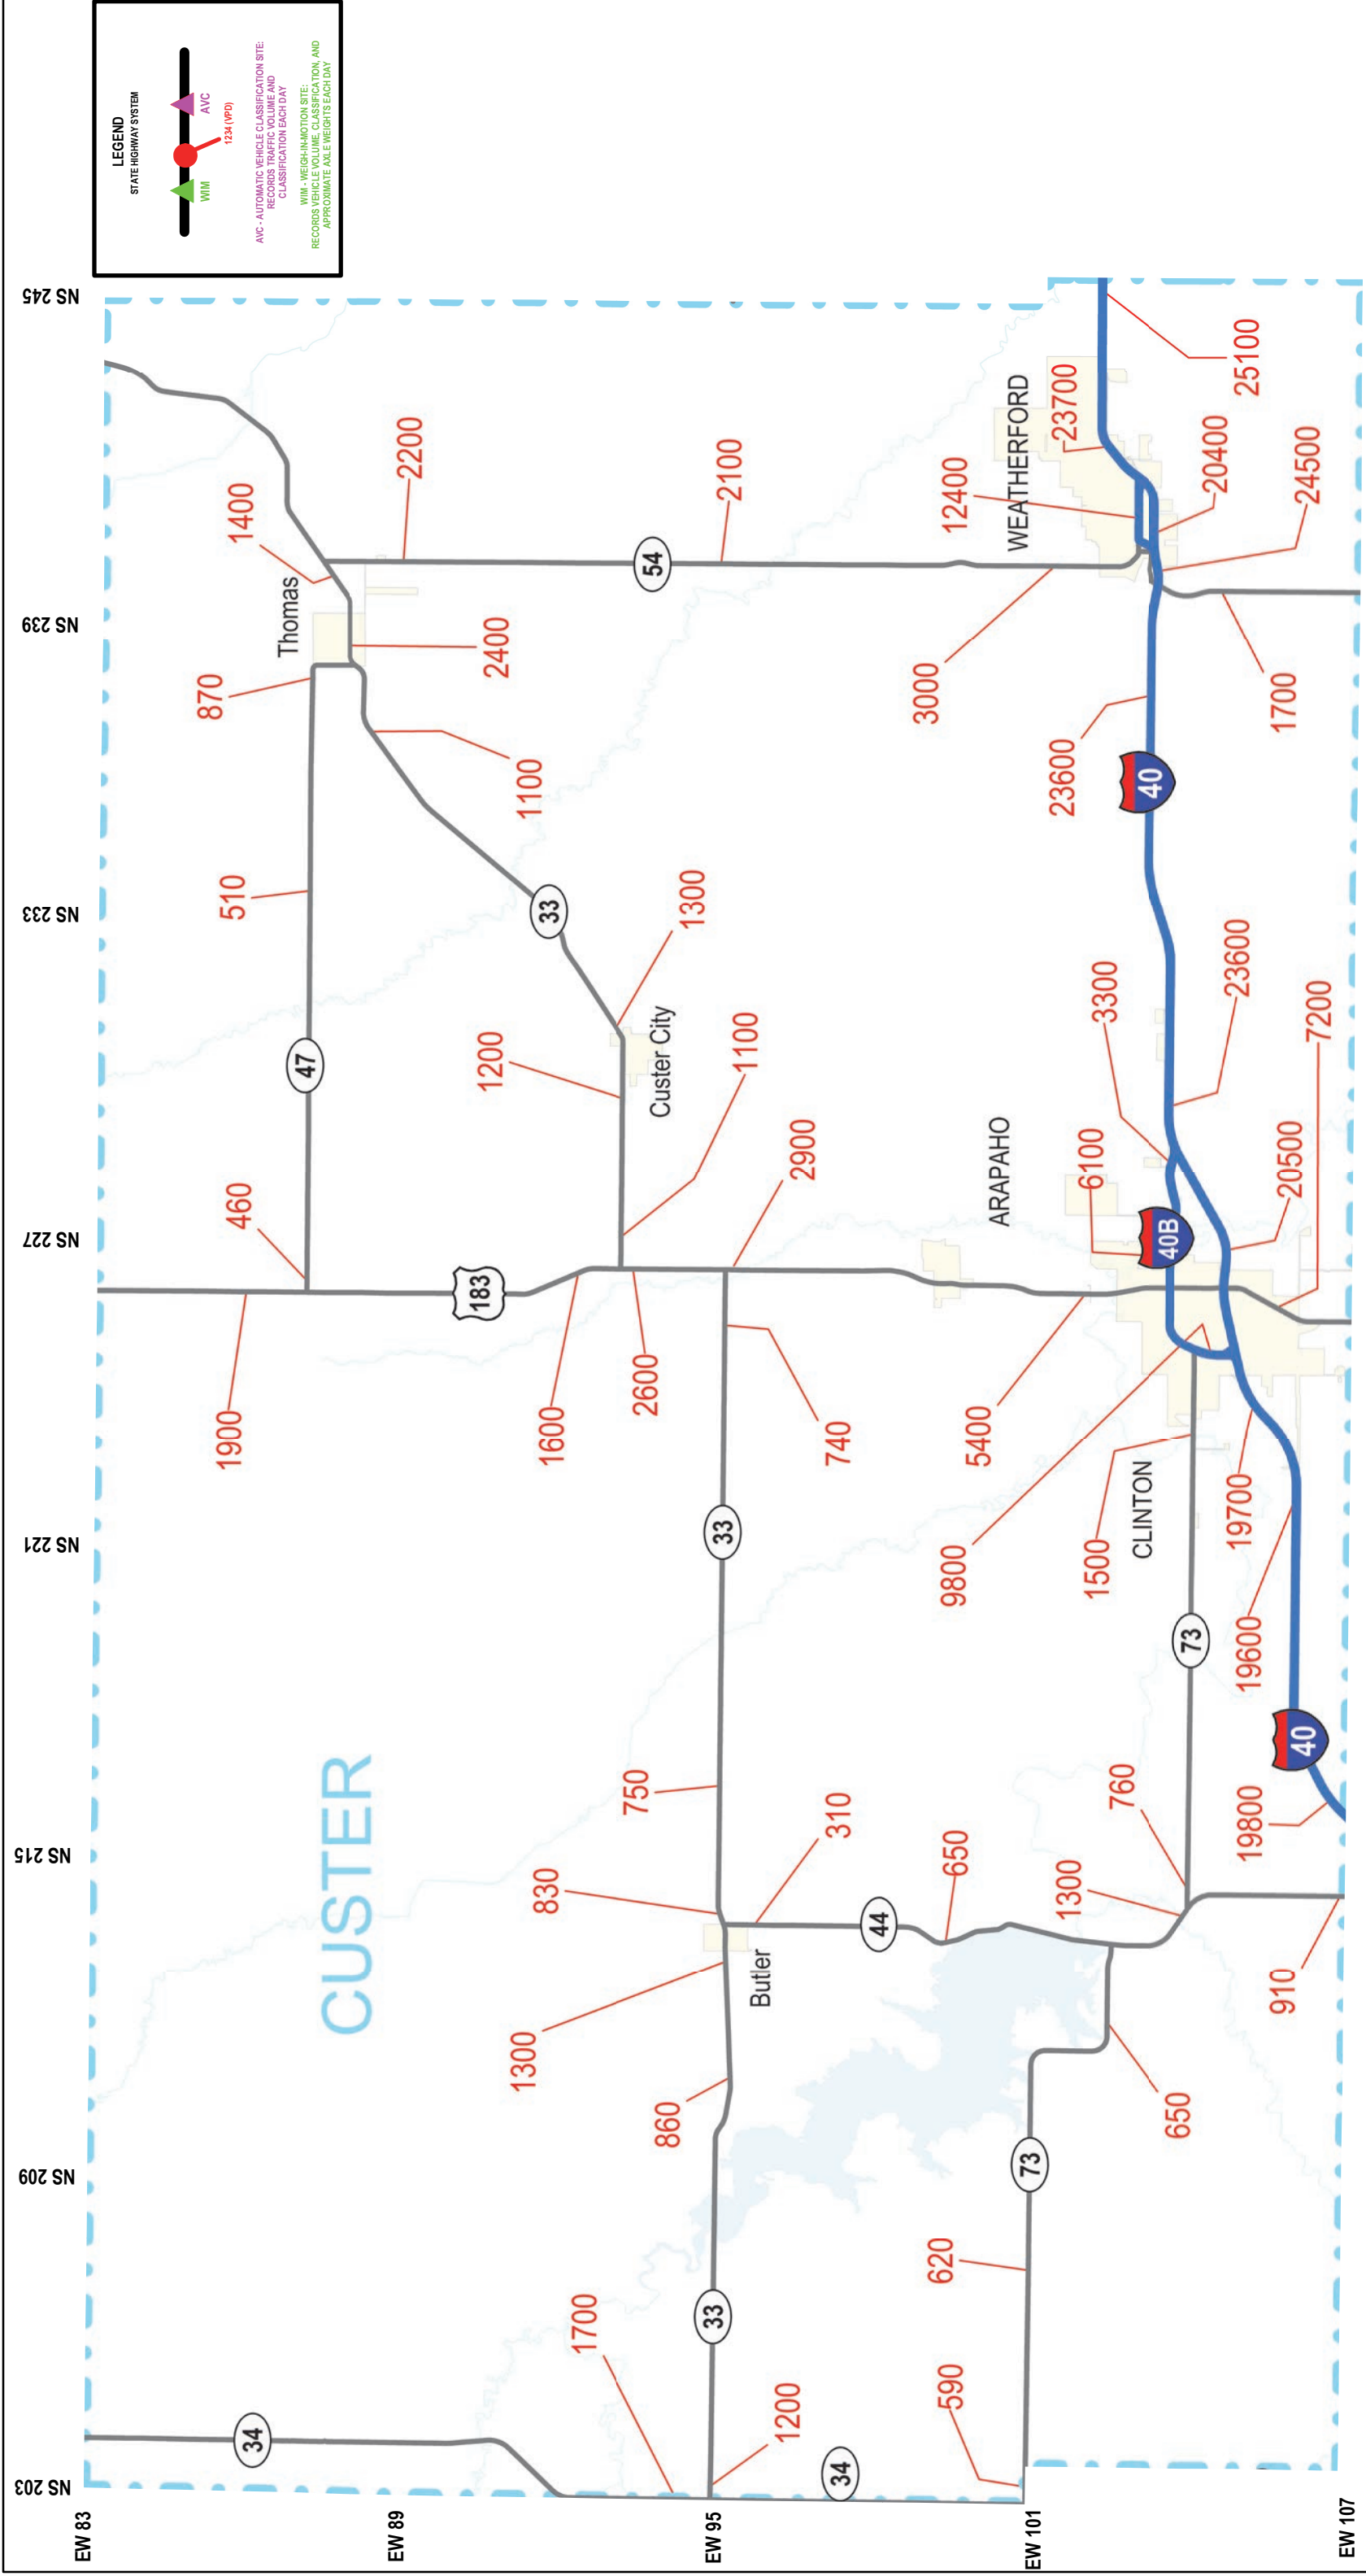 NS 203
NS 209
NS 215
NS 221
NS 227
NS 233
NS 239
NS 245
EW 83
LEGEND
STATE HIGHWAY SYSTEM
WIM
AVC
1234 (VPD)
AVC - AUTOMATIC VEHICLE CLASSIFICATION SITE:
RECORDS TRAFFIC VOLUME AND
CLASSIFICATION EACH DAY
WIM - WEIGH-IN-MOTION SITE:
RECORDS VEHICLE VOLUME, CLASSIFICATION, AND
APPROXIMATE AXLE WEIGHTS EACH DAY
870
1900
510
460
1400
34
Thomas
47
CUSTER
EW 89
2200
183
1200
2400
1300
1100
830
33
1600
1700
750
2600
54
Custer City
860
1300
EW 95
33
33
2100
1100
Butler
1200
2900
310
740
34
44
3000
620
590
9800
650
12400
5400
ARAPAHO
WEATHERFORD
EW 101
73
23600
23700
1300
6100
1500
3300
760
CLINTON
40
40B
650
73
20400
23600
19700
25100
19600
19800
910
1700
20500
40
24500
7200
EW 107